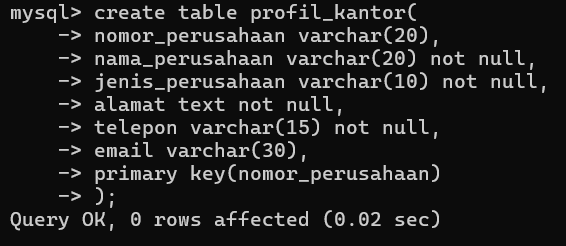 mysql> create table profil_kantor(
    -> nomor_perusahaan varchar(20),
    -> nama_perusahaan varchar(20) not null,
    -> jenis_perusahaan varchar(10) not null,
    -> alamat text not null,
    -> telepon varchar(15) not null,
    -> email varchar(30),
    -> primary key(nomor_perusahaan)
    -> );
Query OK, 0 rows affected (0.02 sec)